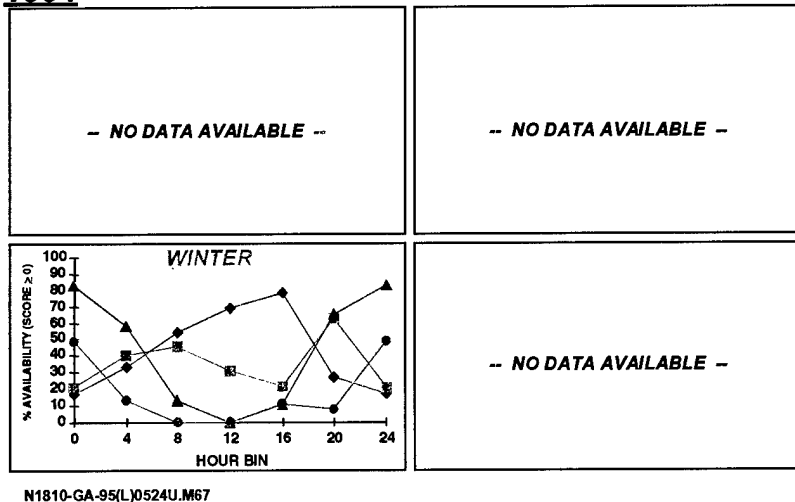 -- NO DATA AVAILABLE --
-- NO DATA AVAILABLE --
WINTER
% AVAILABILITY (SCORE ≥ 0)
100
90
80
70
60
50
40
30
20
10
0
0 4 8 12 16 20 24
HOUR BIN
-- NO DATA AVAILABLE --
N1810-GA-95(L)0524U.M67